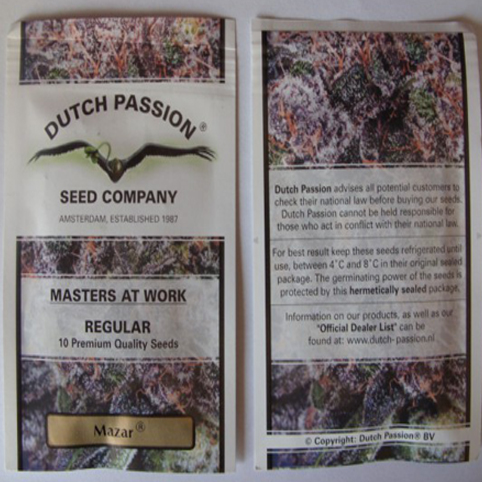 DUTCH PASSION®
SEED COMPANY
AMSTERDAM, ESTABLISHED 1987
MASTERS AT WORK
REGULAR
10 Premium Quality Seeds
Mazar®
Dutch Passion advises all potential customers to
check their national law before buying our seeds.
Dutch Passion cannot be held responsible for
those who act in conflict with their national law.
For best result keep these seeds refrigerated until
use, between 4˚C and 8˚C in their original sealed
package. The germinating power of the seeds is
protected by this hermetically sealed package.
Information on our products, as well as our
"Official Dealer List" can be
found at: www.dutch-passion.nl
© Copyright: Dutch Passion® BV